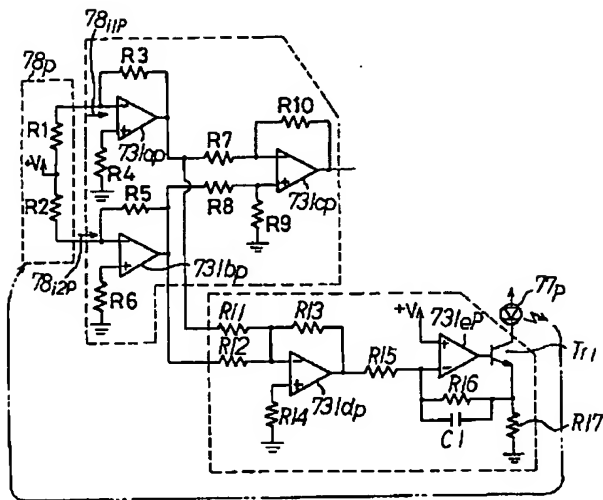 78i1P
78P
R3
R1
731ap
R10
R7
+V
R4
R5
R2
R8
731cp
R9
78i2P
731bp
R6
77P
R11
R13
+V
731eP
R12
R15
Tr1
R16
731dp
R14
C1
R17